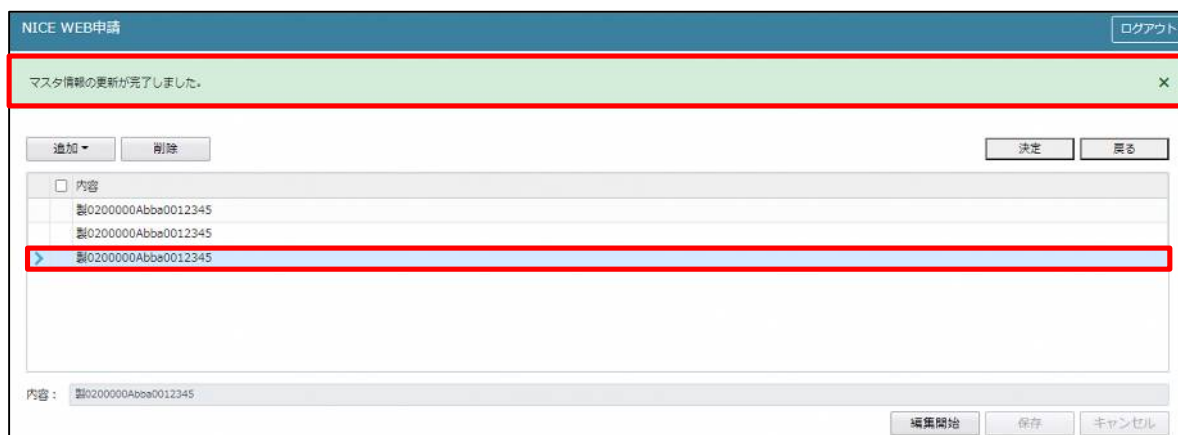 NICE WEB申請 ログアウト
マスタ情報の更新が完了しました。 ×
追加 削除 決定 戻る
内容
製0200000Abba0012345
製0200000Abba0012345
製0200000Abba0012345
内容： 製0200000Abba0012345
編集開始 保存 キャンセル